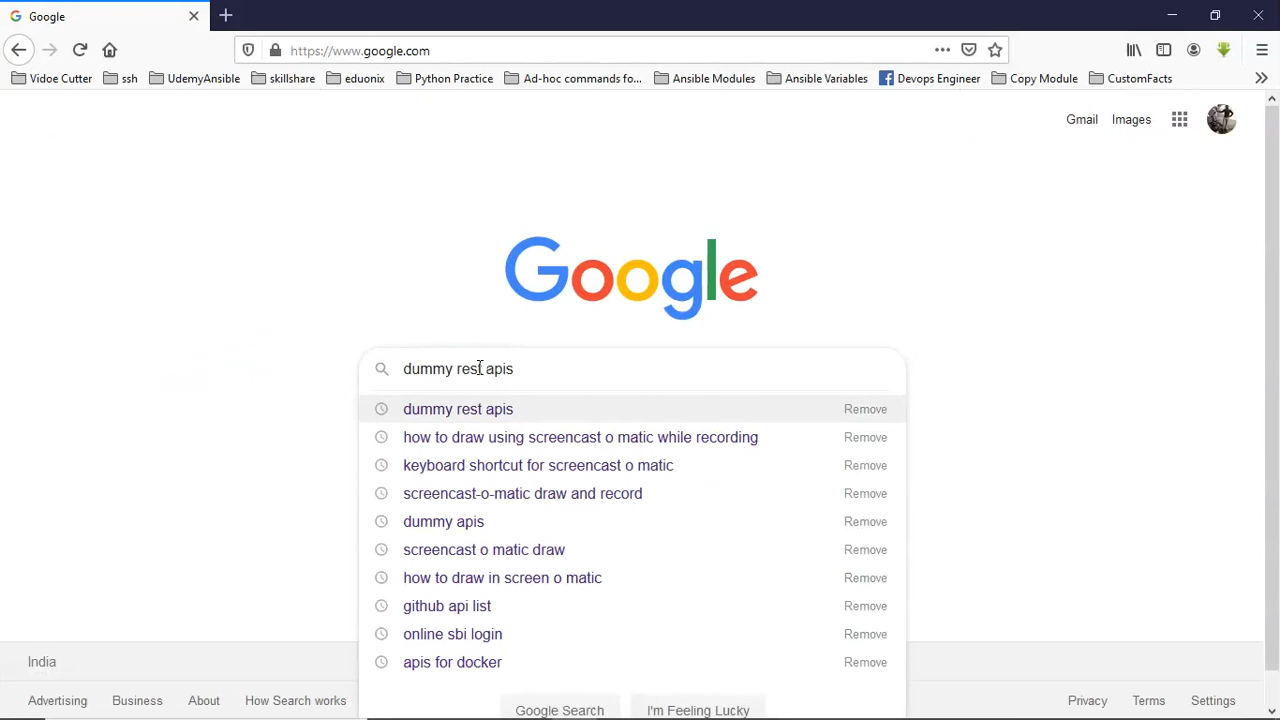 Google
https://www.google.com
Vidoe Cutter
ssh
UdemyAnsible
skillshare
eduonix
Python Practice
Ad-hoc commands fo...
Ansible Modules
Ansible Variables
Devops Engineer
Copy Module
CustomFacts
Gmail
Images
Google
dummy rest apis
dummy rest apis Remove
how to draw using screencast o matic while recording Remove
keyboard shortcut for screencast o matic Remove
screencast-o-matic draw and record Remove
dummy apis Remove
screencast o matic draw Remove
how to draw in screen o matic Remove
github api list Remove
online sbi login Remove
apis for docker Remove
India
Advertising
Business
About
How Search works
Google Search
I'm Feeling Lucky
Privacy
Terms
Settings